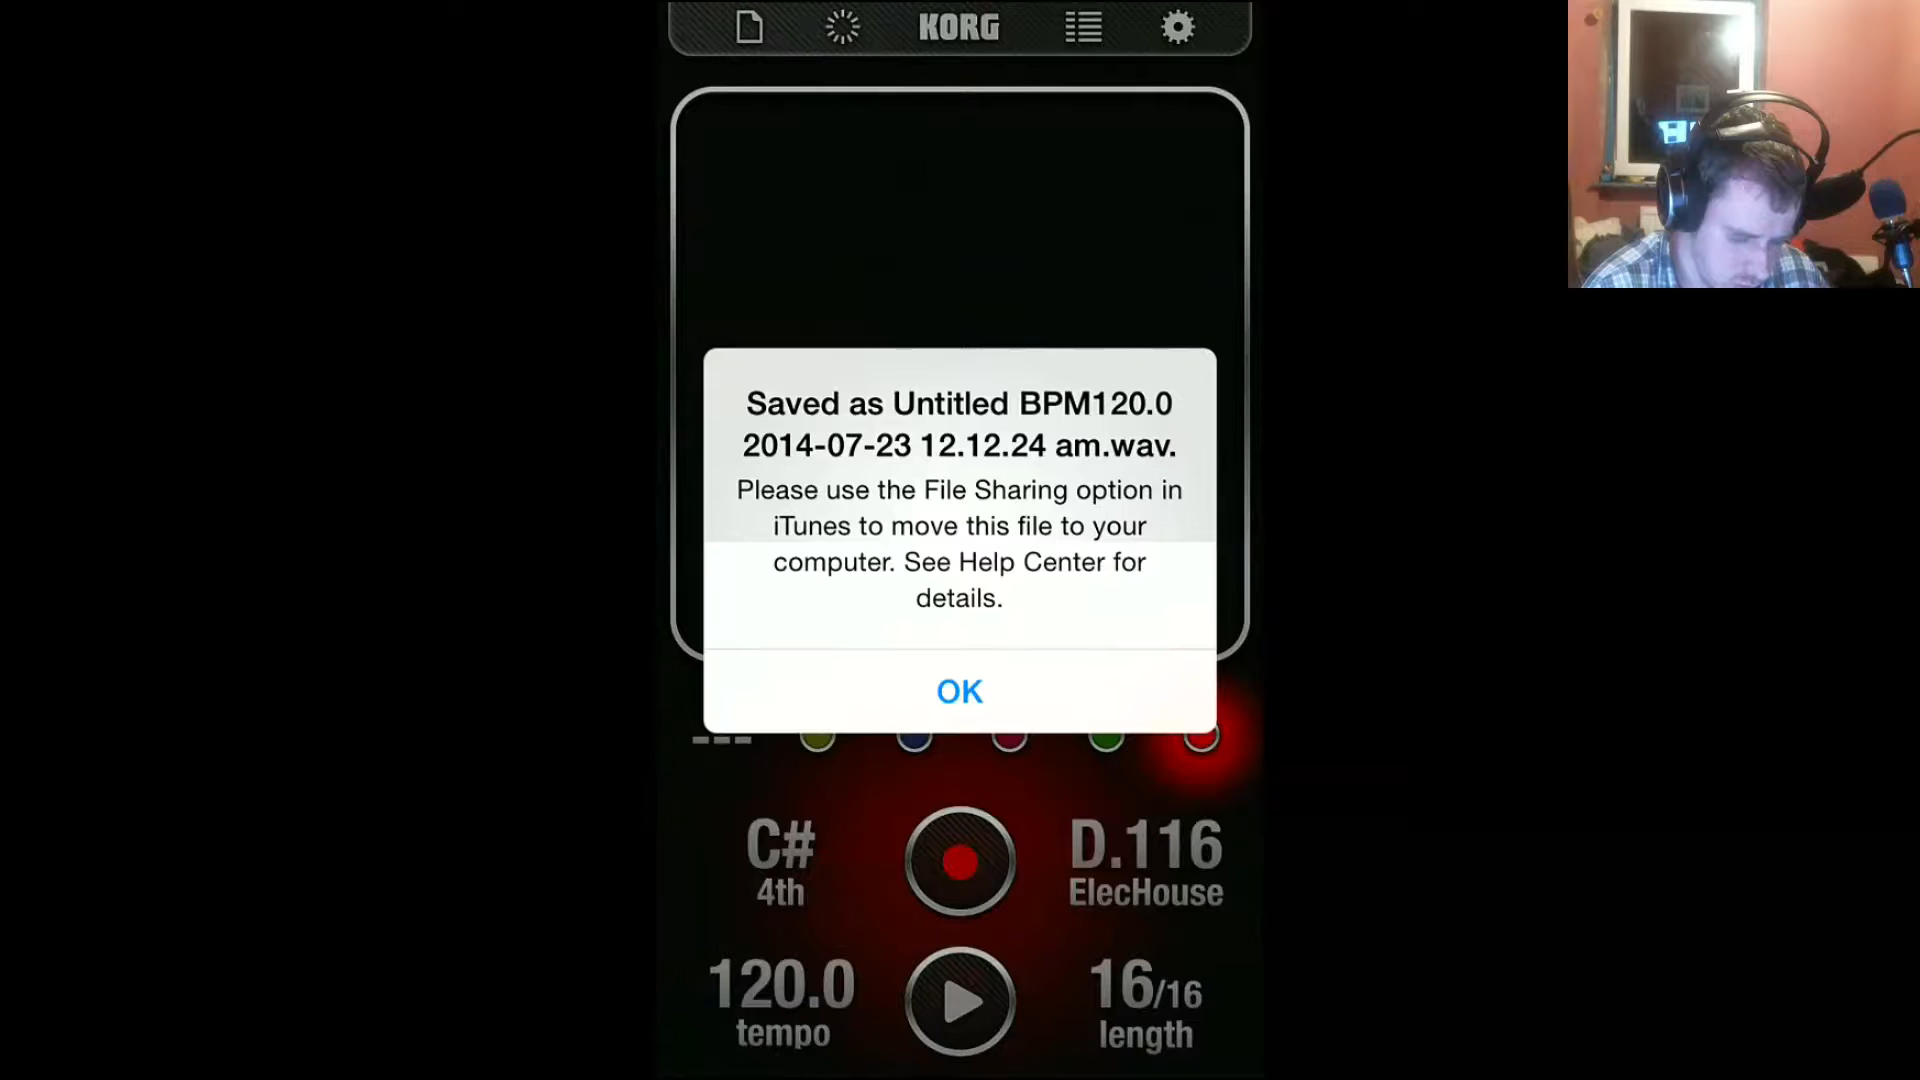 KORG
Saved as Untitled BPM120.0
2014-07-23 12.12.24 am.wav.
Please use the File Sharing option in
iTunes to move this file to your
computer. See Help Center for
details.
OK
C#
4th
D.116
ElecHouse
120.0
tempo
16/16
length